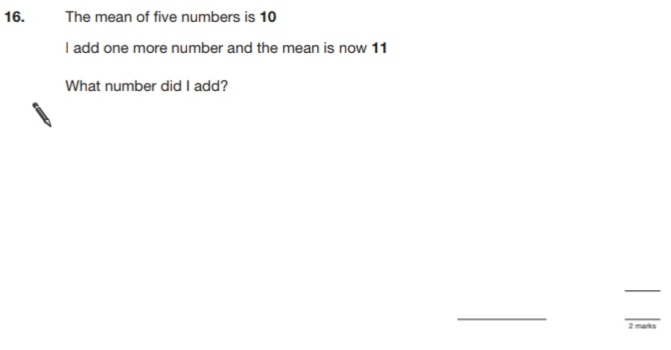 16. The mean of five numbers is 10
I add one more number and the mean is now 11
What number did I add?
2 marks